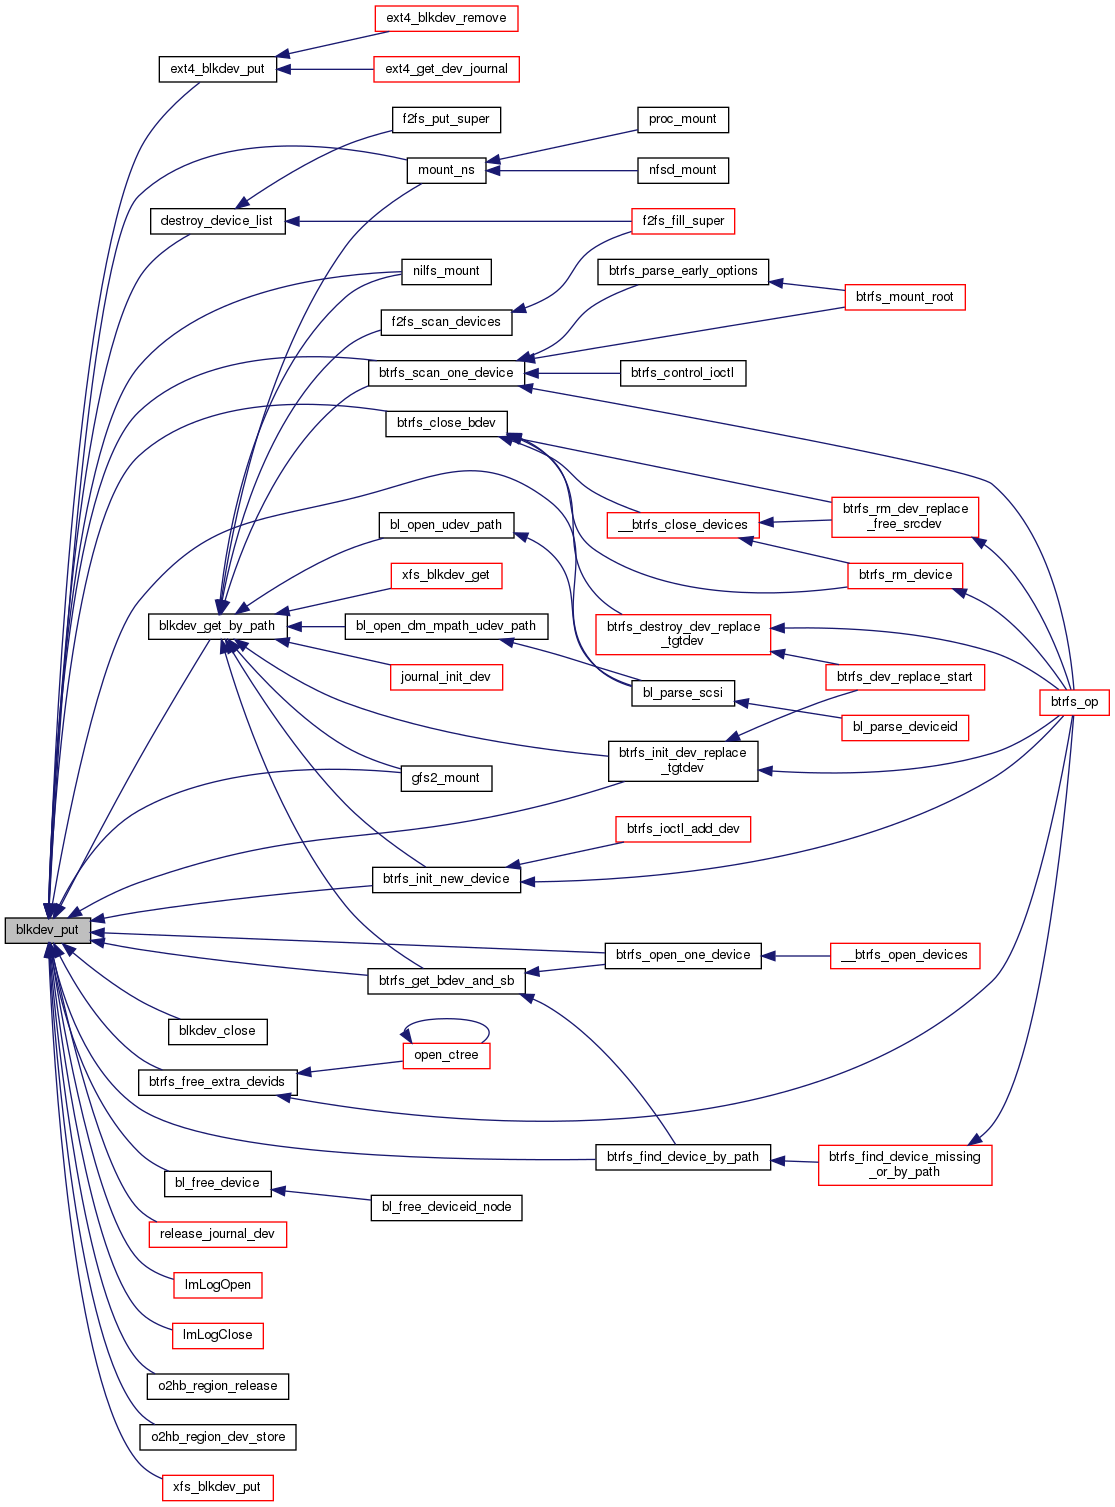 ext4_blkdev_remove
ext4_blkdev_put
ext4_get_dev_journal
f2fs_put_super
proc_mount
mount_ns
nfsd_mount
destroy_device_list
f2fs_fill_super
nilfs_mount
btrfs_parse_early_options
btrfs_mount_root
f2fs_scan_devices
btrfs_scan_one_device
btrfs_control_ioctl
btrfs_close_bdev
btrfs_rm_dev_replace
_free_srcdev
bl_open_udev_path
__btrfs_close_devices
xfs_blkdev_get
btrfs_rm_device
blkdev_get_by_path
bl_open_dm_mpath_udev_path
btrfs_destroy_dev_replace
_tgtdev
journal_init_dev
btrfs_dev_replace_start
bl_parse_scsi
btrfs_op
bl_parse_deviceid
btrfs_init_dev_replace
_tgtdev
gfs2_mount
btrfs_ioctl_add_dev
btrfs_init_new_device
blkdev_put
btrfs_open_one_device
__btrfs_open_devices
btrfs_get_bdev_and_sb
blkdev_close
open_ctree
btrfs_free_extra_devids
btrfs_find_device_by_path
btrfs_find_device_missing
_or_by_path
bl_free_device
bl_free_deviceid_node
release_journal_dev
lmLogOpen
lmLogClose
o2hb_region_release
o2hb_region_dev_store
xfs_blkdev_put